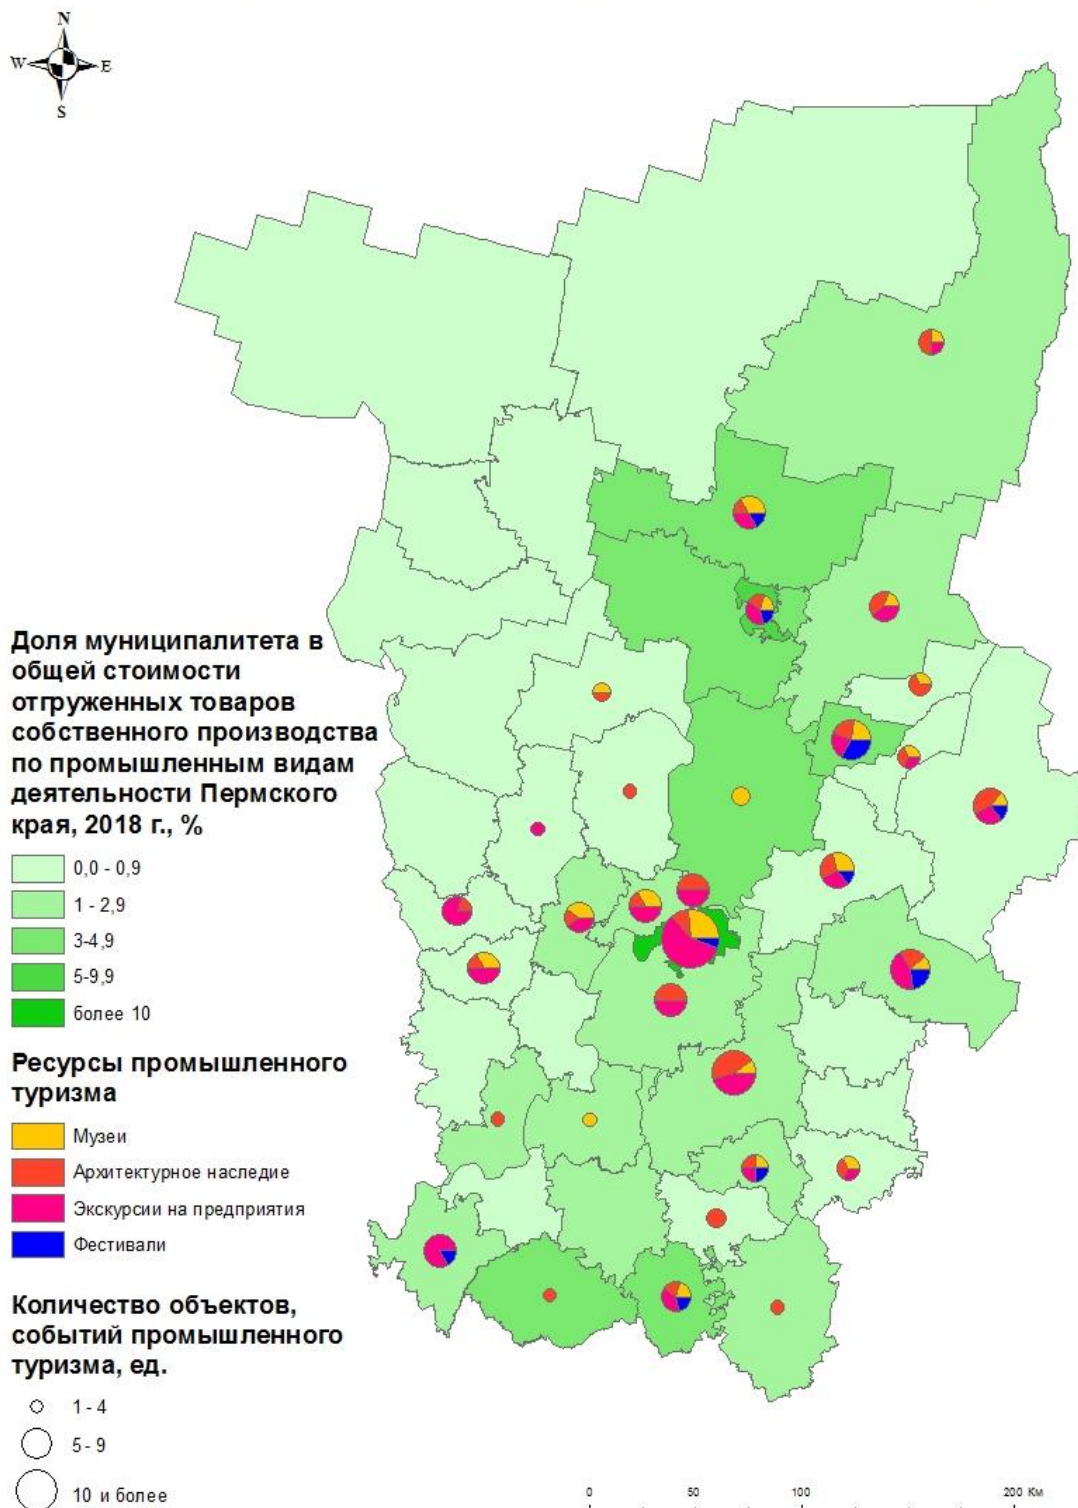 N
W E
S
Доля муниципалитета в
общей стоимости
отгруженных товаров
собственного производства
по промышленным видам
деятельности Пермского
края, 2018 г., %
0,0 - 0,9
1 - 2,9
3-4,9
5-9,9
более 10
Ресурсы промышленного
туризма
Музеи
Архитектурное наследие
Экскурсии на предприятия
Фестивали
Количество объектов,
событий промышленного
туризма, ед.
1 - 4
5 - 9
10 и более
0 50 100 200 Км